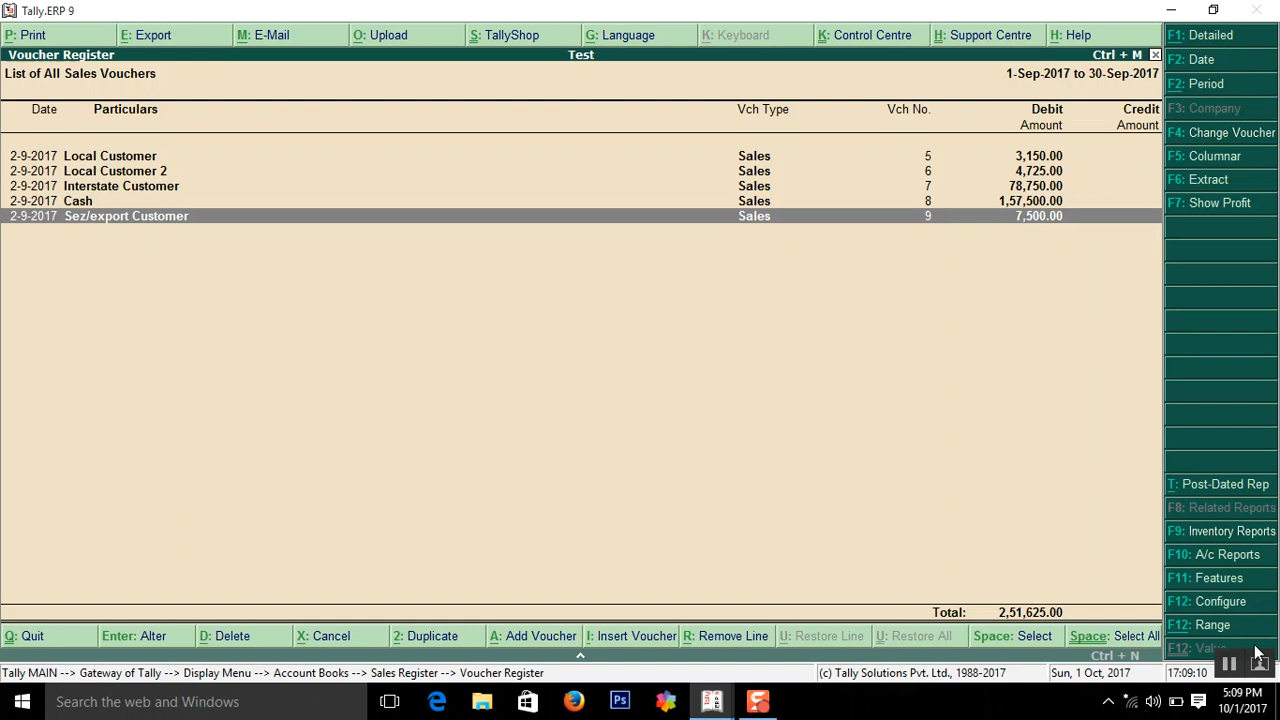 Tally.ERP 9
P: Print E: Export M: E-Mail O: Upload S: TallyShop G: Language K: Keyboard K: Control Centre H: Support Centre H: Help
Voucher Register Test Ctrl + M
List of All Sales Vouchers 1-Sep-2017 to 30-Sep-2017
Date Particulars Vch Type Vch No. Debit Credit
Amount Amount
2-9-2017 Local Customer Sales 5 3,150.00
2-9-2017 Local Customer 2 Sales 6 4,725.00
2-9-2017 Interstate Customer Sales 7 78,750.00
2-9-2017 Cash Sales 8 1,57,500.00
2-9-2017 Sez/export Customer Sales 9 7,500.00
Total: 2,51,625.00
F1: Detailed
F2: Date
F2: Period
F3: Company
F4: Change Voucher
F5: Columnar
F6: Extract
F7: Show Profit
T: Post-Dated Rep
F8: Related Reports
F9: Inventory Reports
F10: A/c Reports
F11: Features
F12: Configure
F12: Range
F12: Value
Q: Quit Enter: Alter D: Delete X: Cancel 2: Duplicate A: Add Voucher I: Insert Voucher R: Remove Line U: Restore Line U: Restore All Space: Select Space: Select All
Ctrl + N
Tally MAIN --> Gateway of Tally --> Display Menu --> Account Books --> Sales Register --> Voucher Register (c) Tally Solutions Pvt. Ltd., 1988-2017 Sun, 1 Oct, 2017 17:09:10
Search the web and Windows
5:09 PM
10/1/2017